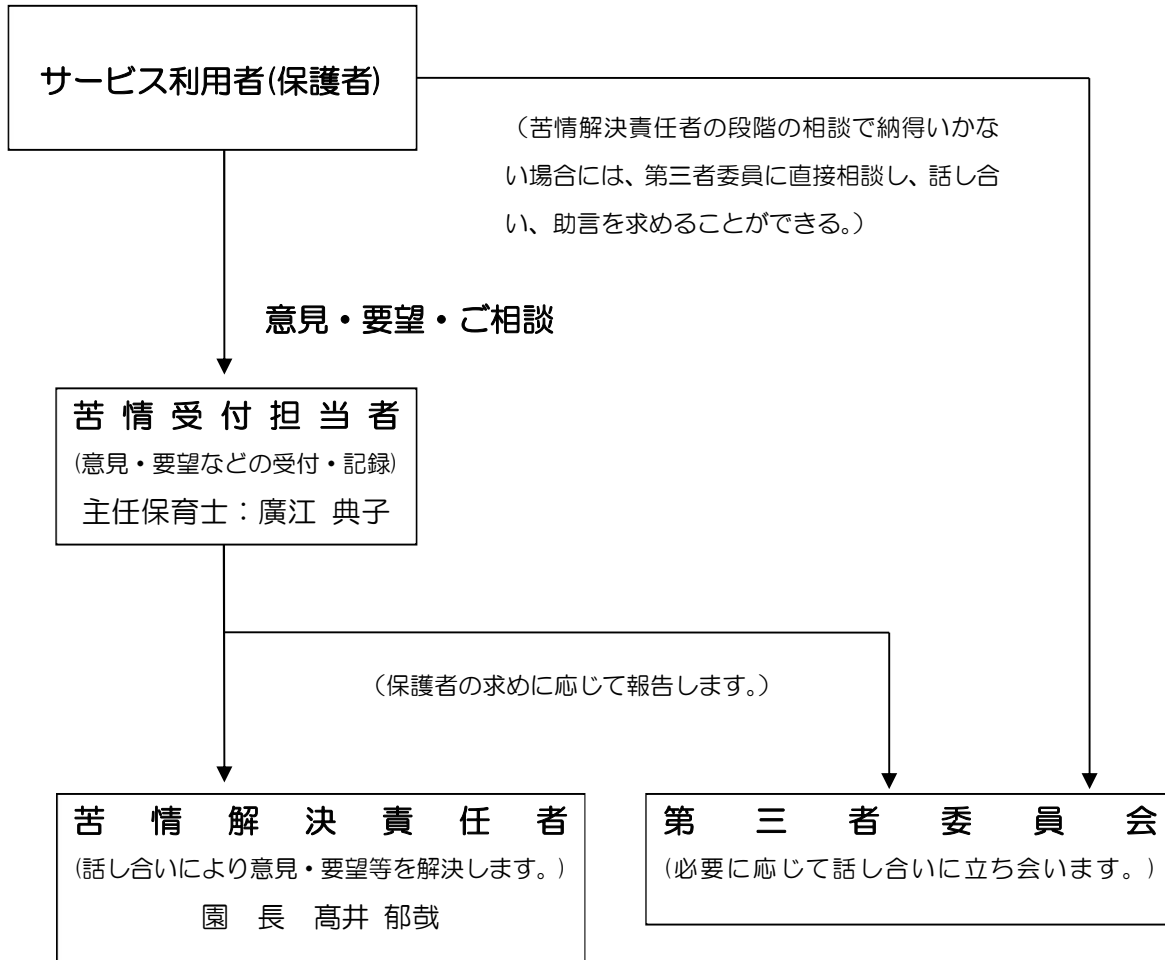 サービス利用者(保護者)
（苦情解決責任者の段階の相談で納得いかな
い場合には、第三者委員に直接相談し、話し合
い、助言を求めることができる。）
意見・要望・ご相談
苦情受付担当者
(意見・要望などの受付・記録)
主任保育士：廣江 典子
（保護者の求めに応じて報告します。）
苦情解決責任者
(話し合いにより意見・要望等を解決します。)
園 長 髙井 郁哉
第三者委員会
(必要に応じて話し合いに立ち会います。)